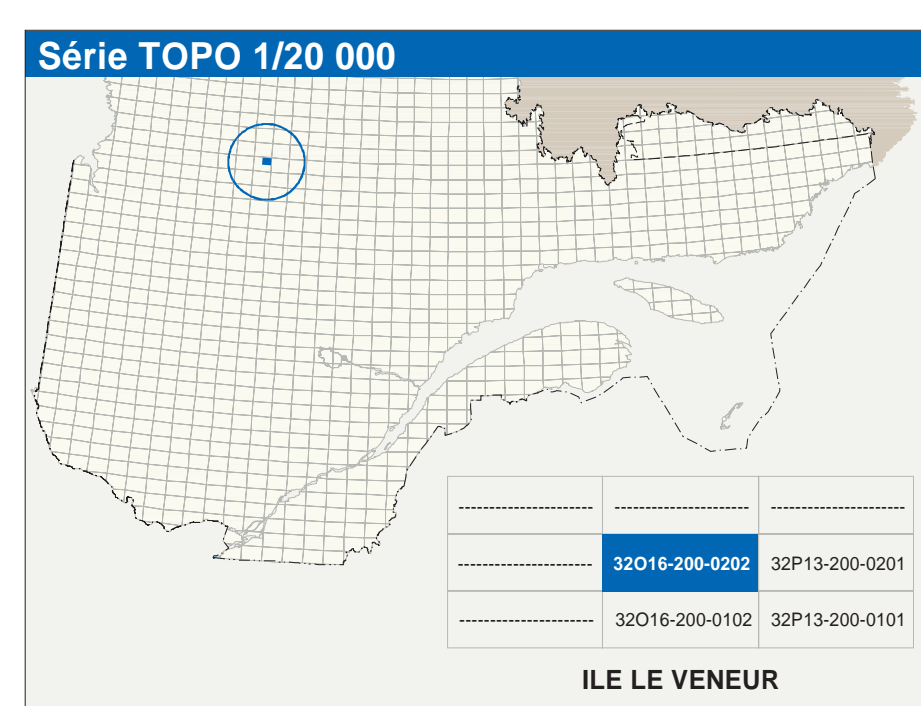 Série TOPO 1/20 000
--------------------- --------------------- ---------------------
--------------------- 32O16-200-0202 32P13-200-0201
--------------------- 32O16-200-0102 32P13-200-0101
ILE LE VENEUR